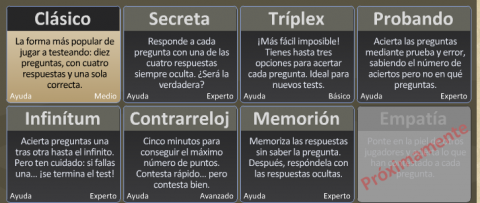 Clásico
La forma más popular de
jugar a testeando: diez
preguntas, con cuatro
respuestas y una sola
correcta.
Ayuda Medio
Secreta
Responde a cada
pregunta con una de las
cuatro respuestas
siempre oculta. ¿Será la
verdadera?
Ayuda Experto
Tríplex
¡Más fácil imposible!
Tienes hasta tres
opciones para acertar
cada pregunta. Ideal para
nuevos tests.
Ayuda Básico
Probando
Acierta las preguntas
mediante prueba y error,
sabiendo el número de
aciertos pero no en qué
preguntas.
Ayuda Experto
Infinítum
Acierta preguntas una
tras otra hasta el infinito.
Pero ten cuidado: si fallas
una... ¡se termina el test!
Ayuda Experto
Contrarreloj
Cinco minutos para
conseguir el máximo
número de puntos.
Contesta rápido... pero
contesta bien.
Ayuda Avanzado
Memorión
Memoriza las respuestas
sin saber la pregunta.
Después, respóndela con
las respuestas ocultas.
Ayuda Experto
Empatía
Ponte en la piel de
jugadores
lo que
han
a cada
pregunta.
Próximamente